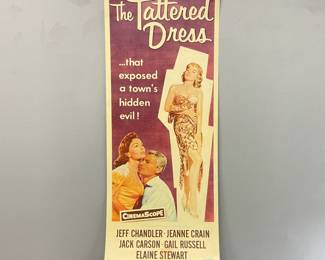 The Tattered
Dress
...that
exposed
a town's
hidden
evil!
CINEMASCOPE
JEFF CHANDLER · JEANNE CRAIN
JACK CARSON · GAIL RUSSELL
ELAINE STEWART